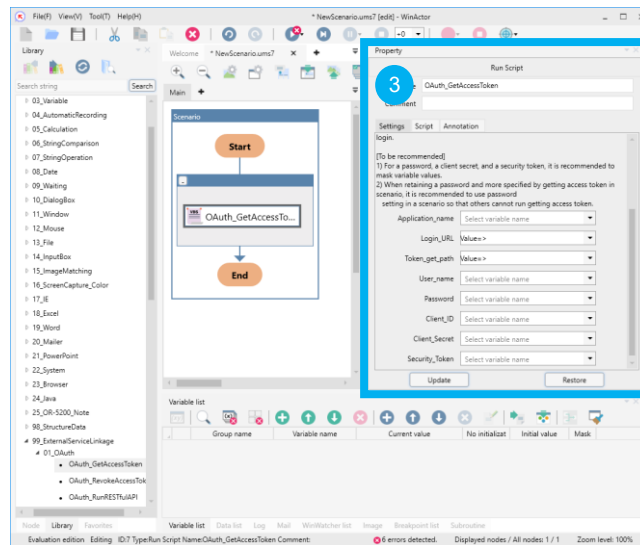 File(F) View(V) Tool(T) Help(H)
* NewScenario.ums7 [edit] - WinActor
+0
Library
Search string
Search
03_Variable
04_AutomaticRecording
05_Calculation
06_StringComparison
07_StringOperation
08_Date
09_Waiting
10_DialogBox
11_Window
12_Mouse
13_File
14_InputBox
15_ImageMatching
16_ScreenCapture_Color
17_IE
18_Excel
19_Word
20_Mailer
21_PowerPoint
22_System
23_Browser
24_Java
25_OR-5200_Note
98_StructureData
99_ExternalServiceLinkage
01_OAuth
OAuth_GetAccessToken
OAuth_RevokeAccessTok
OAuth_RunRESTfulAPI
Node Library Favorites
Welcome * NewScenario.ums7
Main
Scenario
Start
OAuth_GetAccessTo...
End
Property
Run Script
3
OAuth_GetAccessToken
Comment
Settings Script Annotation
login.
[To be recommended]
1) For a password, a client secret, and a security token, it is recommended to
mask variable values.
2) When retaining a password and more specified by getting access token in
scenario, it is recommended to use password
setting in a scenario so that others cannot run getting access token.
Application_name Select variable name
Login_URL Value=>
Token_get_path Value=>
User_name Select variable name
Password Select variable name
Client_ID Select variable name
Client_Secret Select variable name
Security_Token Select variable name
Update Restore
Variable list
Group name Variable name Current value No initializat Initial value Mask
Variable list Data list Log Mail WinWatcher list Image Breakpoint list Subroutine
Evaluation edition Editing ID:7 Type:Run Script Name:OAuth_GetAccessToken Comment: 6 errors detected. Displayed nodes / All nodes: 1 / 1 Zoom level: 100%